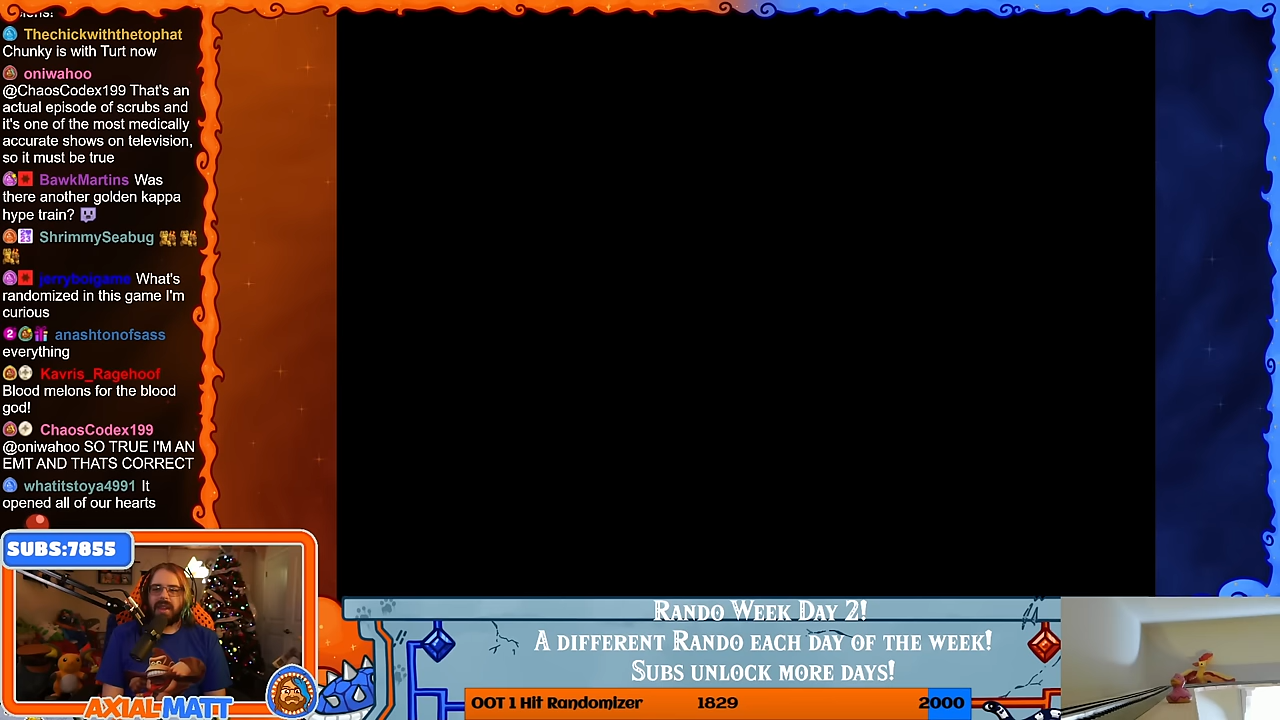 Thechickwiththetophat
Chunky is with Turt now
oniwahoo
@ChaosCodex199 That's an
actual episode of scrubs and
it's one of the most medically
accurate shows on television,
so it must be true
BawkMartins Was
there another golden kappa
hype train?
ShrimmySeabug
jerryboigame What's
randomized in this game I'm
curious
anashtonofsass
everything
Kavris_Ragehoof
Blood melons for the blood
god!
ChaosCodex199
@oniwahoo SO TRUE I'M AN
EMT AND THATS CORRECT
whatitstoya4991 It
opened all of our hearts
SUBS:7855
AXIALMATT
Rando Week Day 2!
A different Rando each day of the week!
Subs unlock more days!
OOT 1 Hit Randomizer 1829 2000